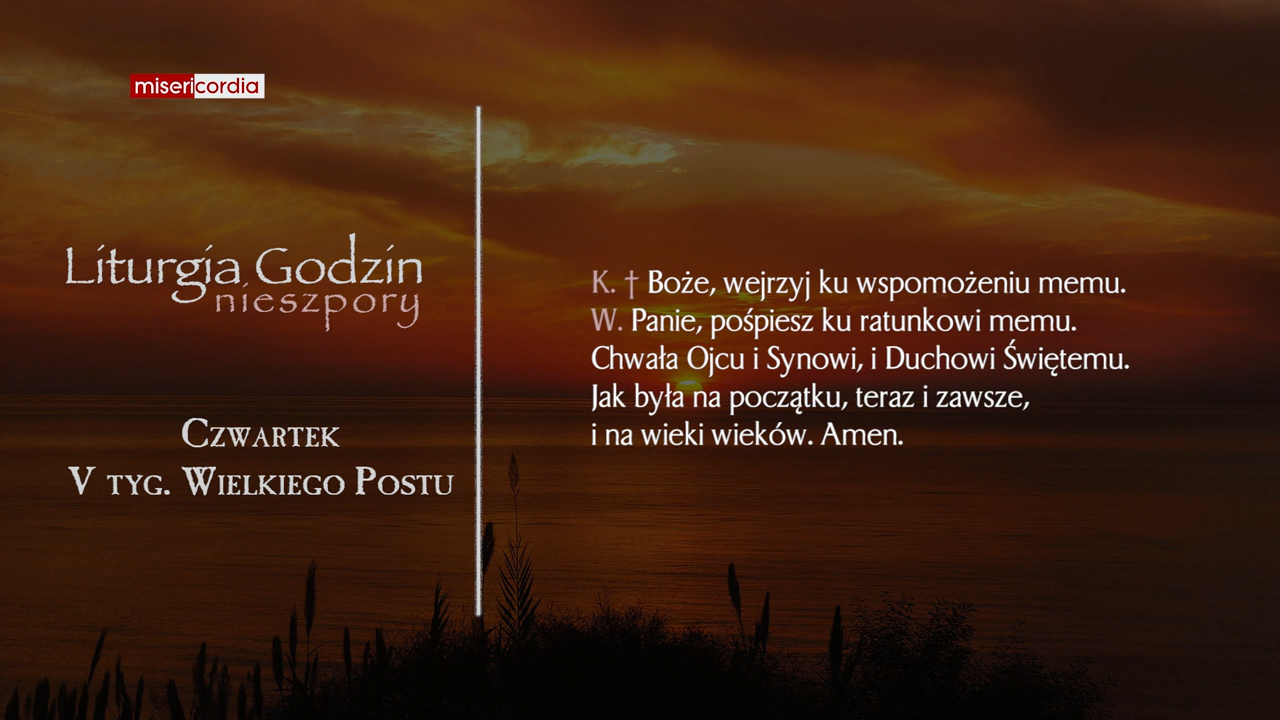 misericordia
Liturgia Godzin
nieszpory
Czwartek
V tyg. Wielkiego Postu
K. † Boże, wejrzyj ku wspomożeniu memu.
W. Panie, pośpiesz ku ratunkowi memu.
Chwała Ojcu i Synowi, i Duchowi Świętemu.
Jak była na początku, teraz i zawsze,
i na wieki wieków. Amen.